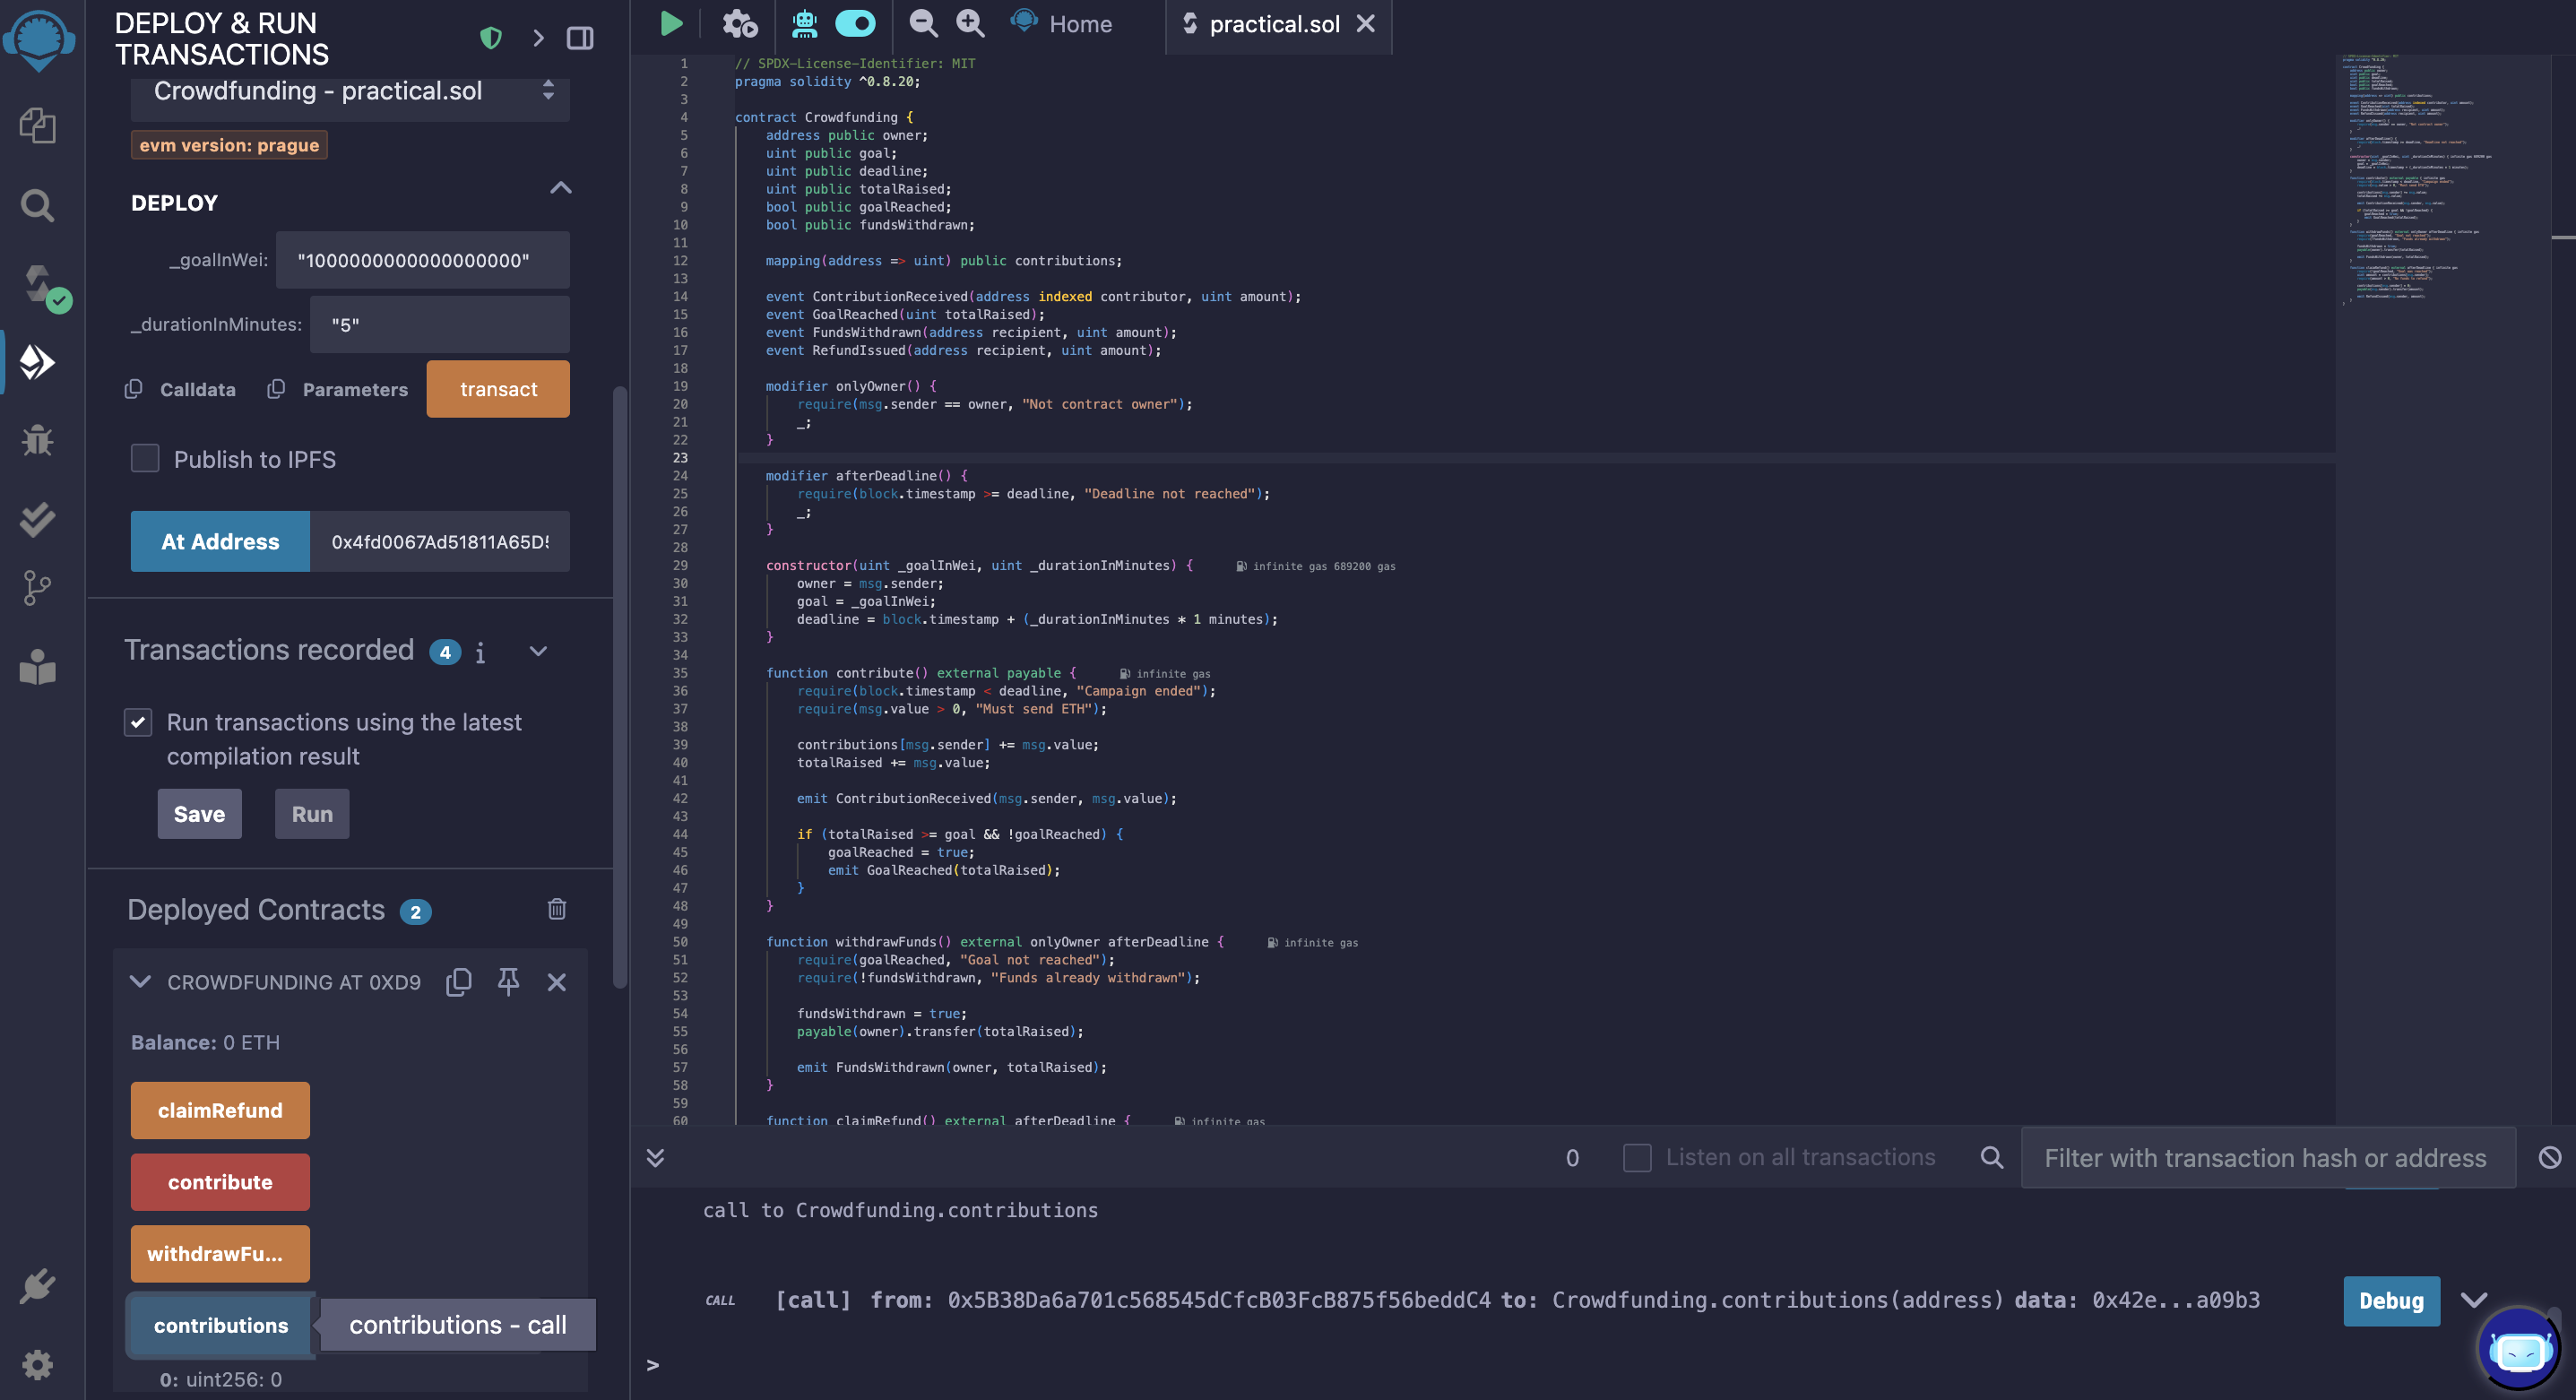 DEPLOY & RUN
TRANSACTIONS
Crowdfunding - practical.sol
evm version: prague
DEPLOY
_goalInWei: "1000000000000000000"
_durationInMinutes: "5"
Calldata Parameters transact
Publish to IPFS
At Address 0x4fd0067Ad51811A65D5
Transactions recorded 4 i
Run transactions using the latest
compilation result
Save Run
Deployed Contracts 2
CROWDFUNDING AT 0XD9
Balance: 0 ETH
claimRefund
contribute
withdrawFu...
contributions contributions - call
0: uint256: 0
Home practical.sol
1 // SPDX-License-Identifier: MIT
2 pragma solidity ^0.8.20;
3
4 contract Crowdfunding {
5 address public owner;
6 uint public goal;
7 uint public deadline;
8 uint public totalRaised;
9 bool public goalReached;
10 bool public fundsWithdrawn;
11
12 mapping(address => uint) public contributions;
13
14 event ContributionReceived(address indexed contributor, uint amount);
15 event GoalReached(uint totalRaised);
16 event FundsWithdrawn(address recipient, uint amount);
17 event RefundIssued(address recipient, uint amount);
18
19 modifier onlyOwner() {
20 require(msg.sender == owner, "Not contract owner");
21 _;
22 }
23
24 modifier afterDeadline() {
25 require(block.timestamp >= deadline, "Deadline not reached");
26 _;
27 }
28
29 constructor(uint _goalInWei, uint _durationInMinutes) { infinite gas 689200 gas
30 owner = msg.sender;
31 goal = _goalInWei;
32 deadline = block.timestamp + (_durationInMinutes * 1 minutes);
33 }
34
35 function contribute() external payable { infinite gas
36 require(block.timestamp < deadline, "Campaign ended");
37 require(msg.value > 0, "Must send ETH");
38
39 contributions[msg.sender] += msg.value;
40 totalRaised += msg.value;
41
42 emit ContributionReceived(msg.sender, msg.value);
43
44 if (totalRaised >= goal && !goalReached) {
45 goalReached = true;
46 emit GoalReached(totalRaised);
47 }
48 }
49
50 function withdrawFunds() external onlyOwner afterDeadline { infinite gas
51 require(goalReached, "Goal not reached");
52 require(!fundsWithdrawn, "Funds already withdrawn");
53
54 fundsWithdrawn = true;
55 payable(owner).transfer(totalRaised);
56
57 emit FundsWithdrawn(owner, totalRaised);
58 }
59
60 function claimRefund() external afterDeadline { infinite gas
0 Listen on all transactions Filter with transaction hash or address
call to Crowdfunding.contributions
CALL [call] from: 0x5B38Da6a701c568545dCfcB03FcB875f56beddC4 to: Crowdfunding.contributions(address) data: 0x42e...a09b3 Debug
>